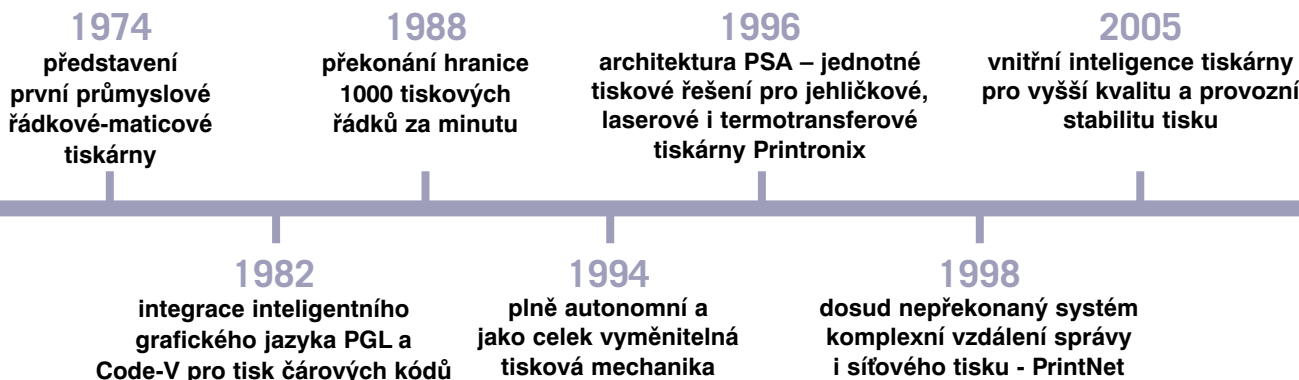 1974
představení
první průmyslové
řádkové-maticové
tiskárny
1988
překonání hranice
1000 tiskových
řádků za minutu
1996
architektura PSA – jednotné
tiskové řešení pro jehličkové,
laserové i termotransferové
tiskárny Printronix
2005
vnitřní inteligence tiskárny
pro vyšší kvalitu a provozní
stabilitu tisku
1982
integrace inteligentního
grafického jazyka PGL a
Code-V pro tisk čárových kódů
1994
plně autonomní a
jako celek vyměnitelná
tisková mechanika
1998
dosud nepřekonaný systém
komplexní vzdálení správy
i síťového tisku - PrintNet